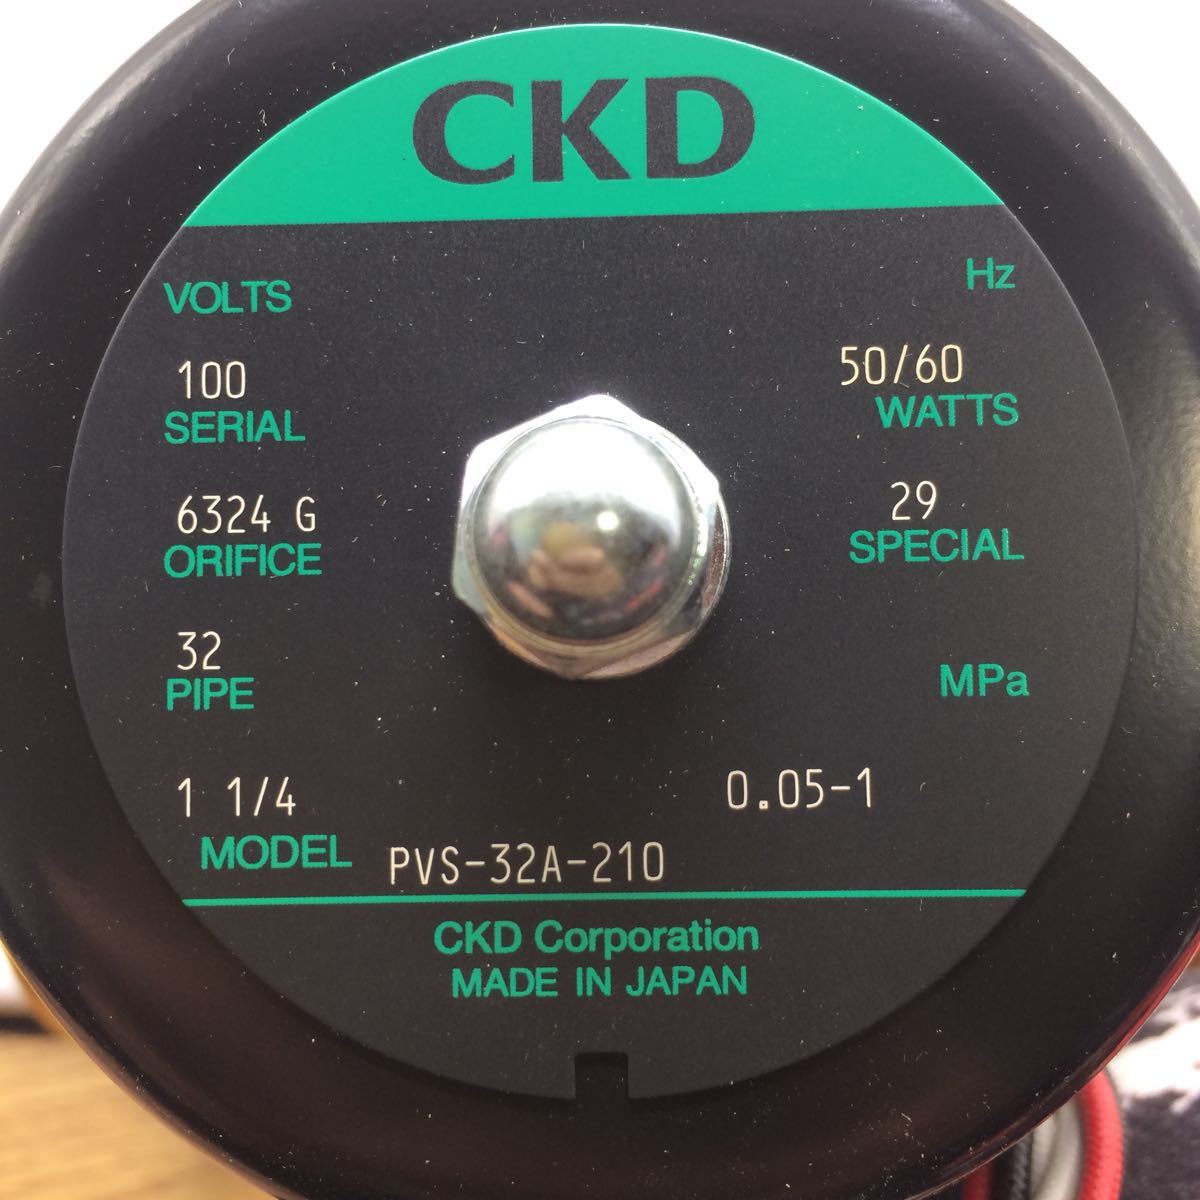 CKD
VOLTS Hz
100 50/60
SERIAL WATTS
6324 G 29
ORIFICE SPECIAL
32
PIPE MPa
1 1/4 0.05-1
MODEL PVS-32A-210
CKD Corporation
MADE IN JAPAN